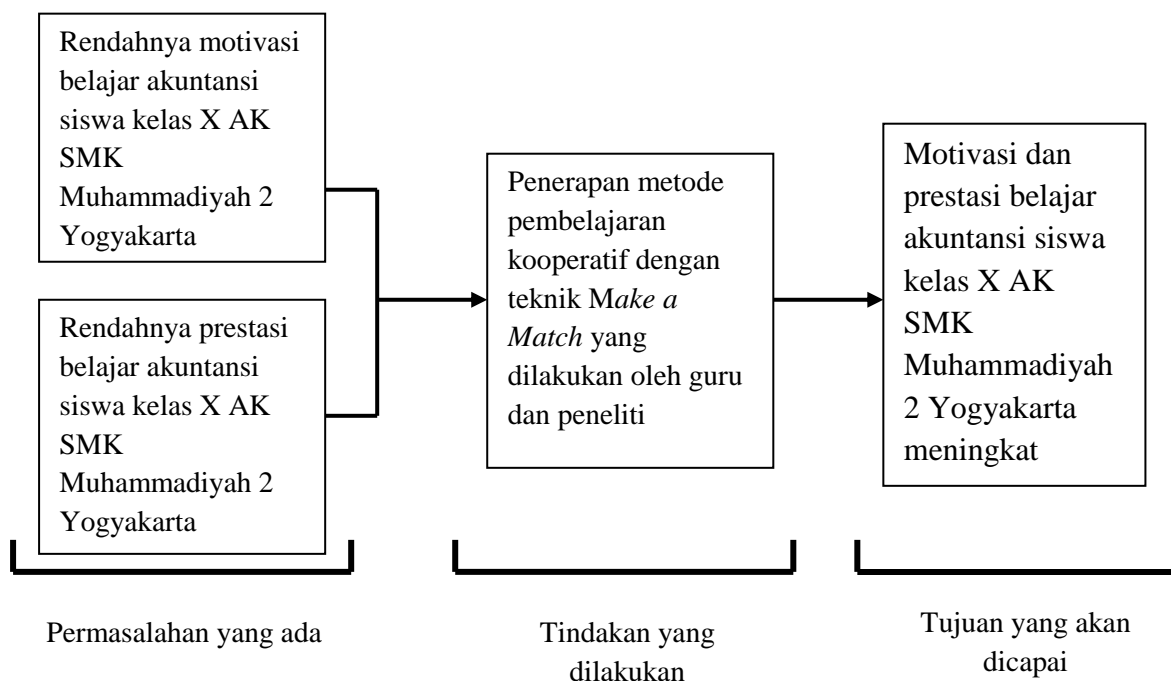 Rendahnya motivasi
belajar akuntansi
siswa kelas X AK
SMK
Muhammadiyah 2
Yogyakarta
Rendahnya prestasi
belajar akuntansi
siswa kelas X AK
SMK
Muhammadiyah 2
Yogyakarta
Penerapan metode
pembelajaran
kooperatif dengan
teknik Make a
Match yang
dilakukan oleh guru
dan peneliti
Motivasi dan
prestasi belajar
akuntansi siswa
kelas X AK
SMK
Muhammadiyah
2 Yogyakarta
meningkat
Permasalahan yang ada
Tindakan yang
dilakukan
Tujuan yang akan
dicapai